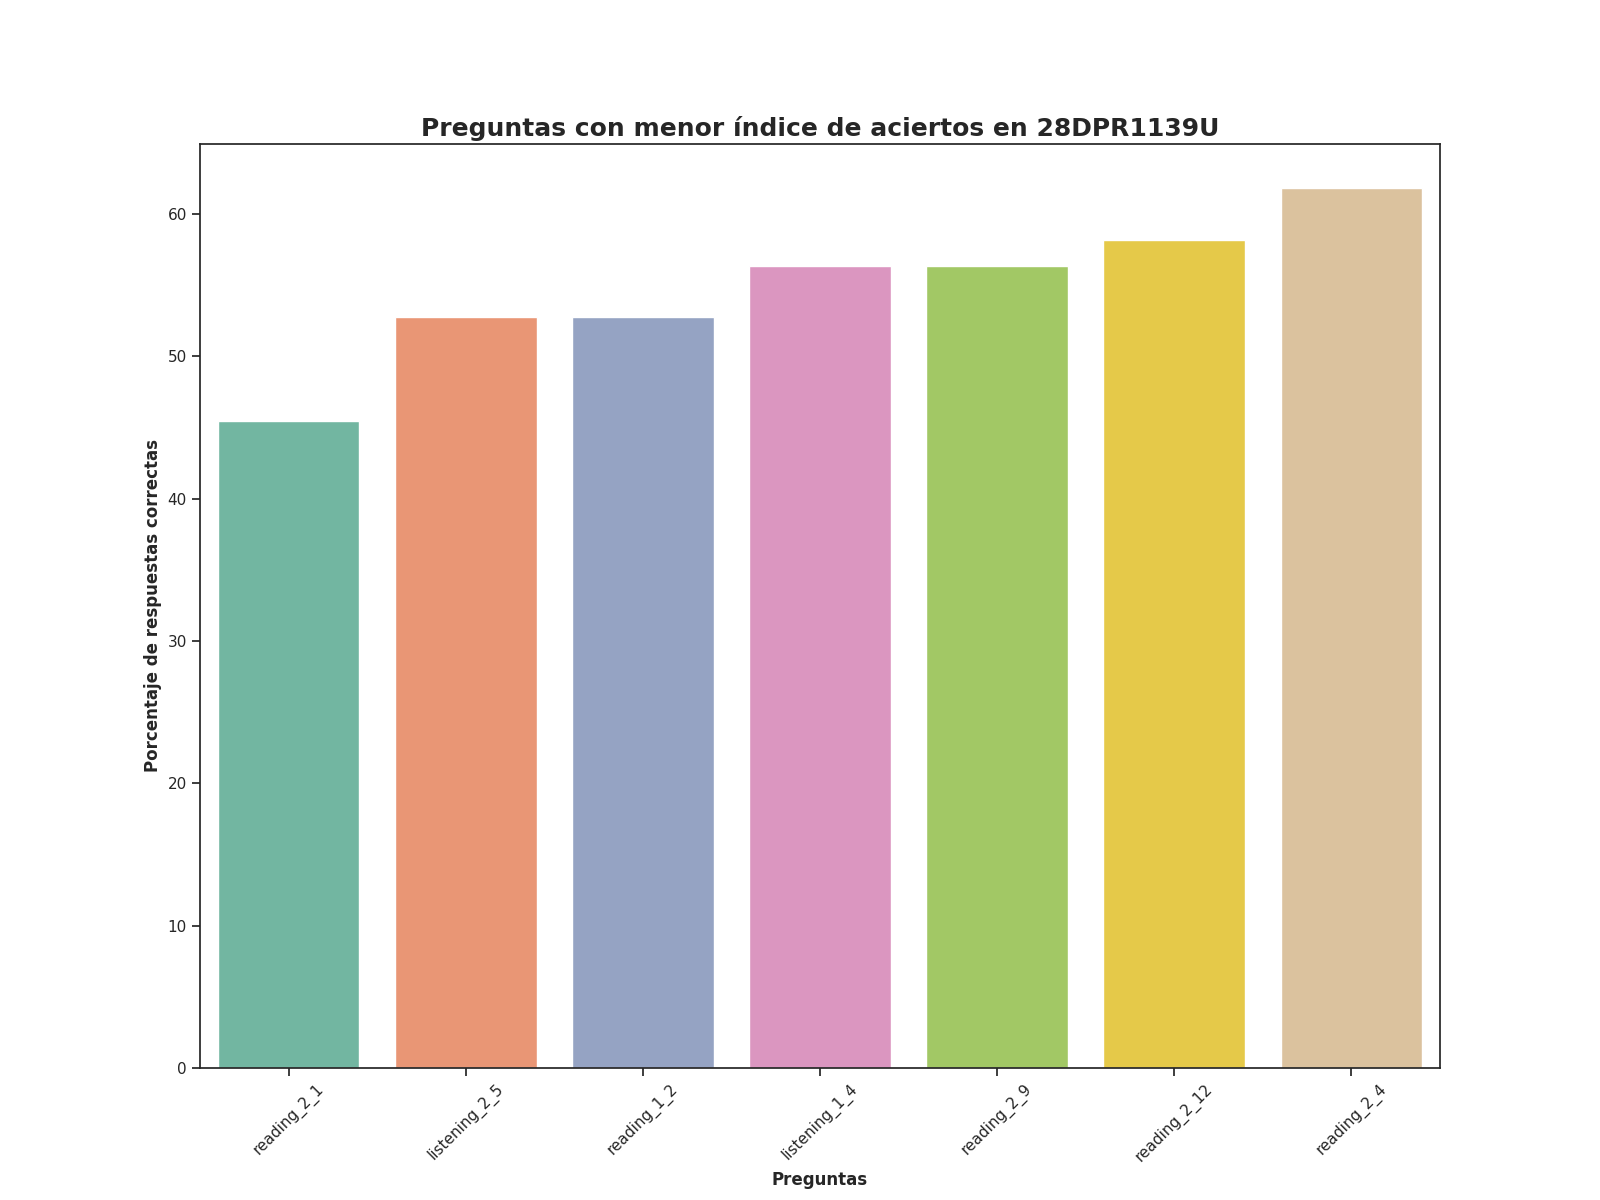 Preguntas con menor índice de aciertos en 28DPR1139U
Porcentaje de respuestas correctas
60
50
40
30
20
10
0
reading_2_1
listening_2_5
reading_1_2
listening_1_4
reading_2_9
reading_2_12
reading_2_4
Preguntas